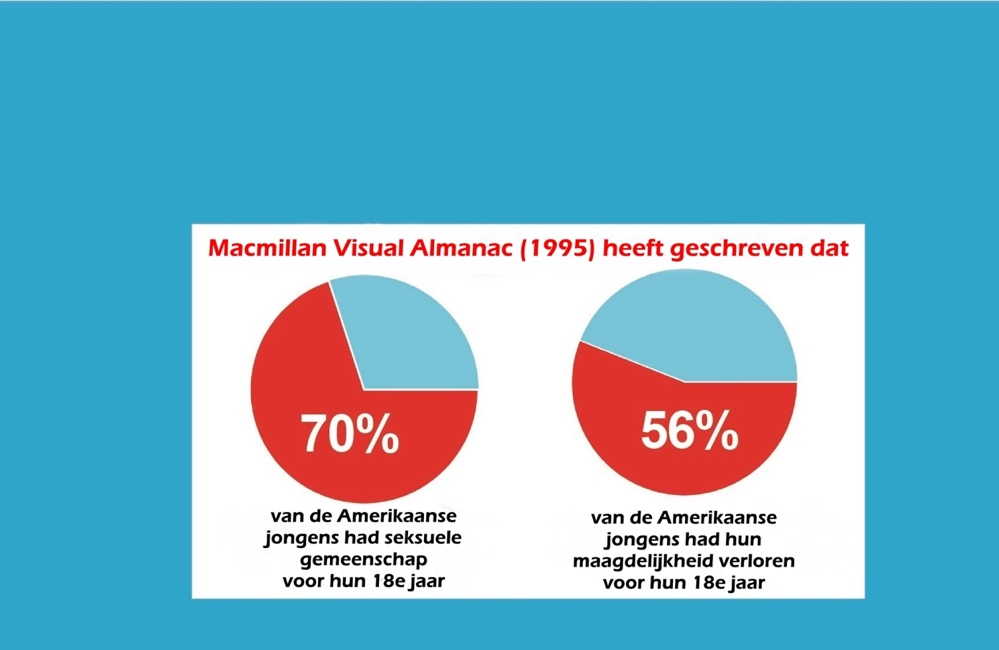 Macmillan Visual Almanac (1995) heeft geschreven dat
70%
van de Amerikaanse
jongens had seksuele
gemeenschap
voor hun 18e jaar
56%
van de Amerikaanse
jongens had hun
maagdelijkheid verloren
voor hun 18e jaar